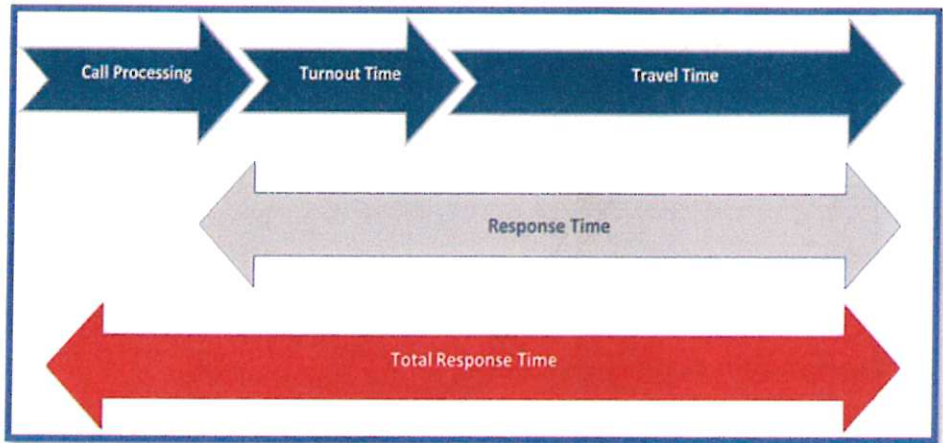 Call Processing
Turnout Time
Travel Time
Response Time
Total Response Time